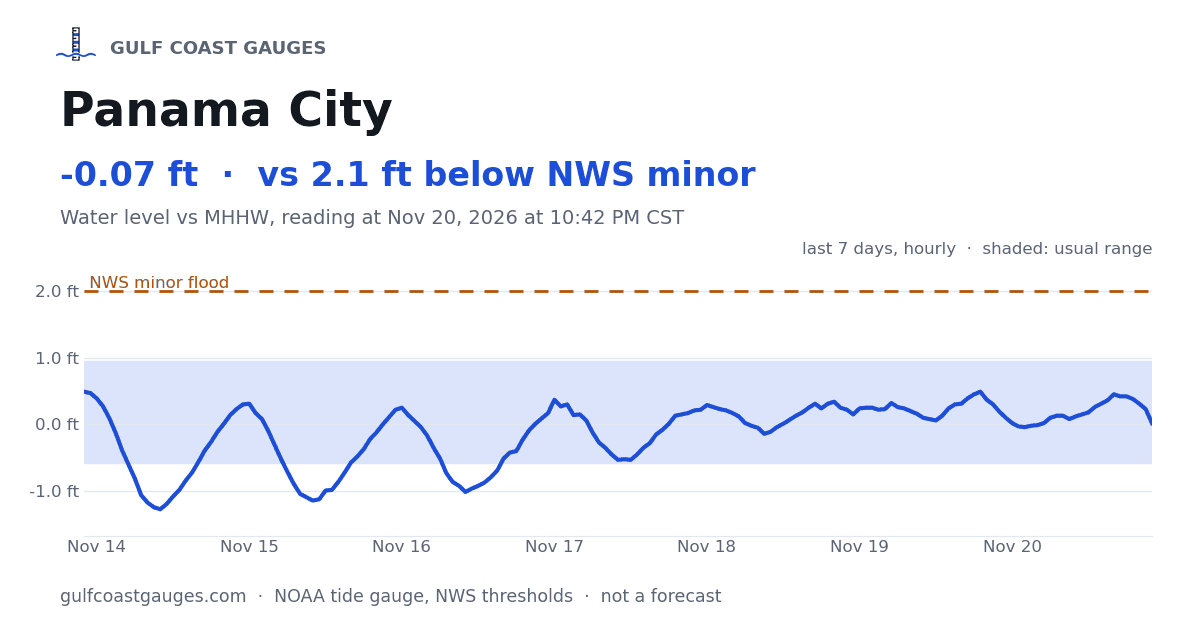 GULF COAST GAUGES
Panama City
-0.07 ft · vs 2.1 ft below NWS minor
Water level vs MHHW, reading at Nov 20, 2026 at 10:42 PM CST
last 7 days, hourly · shaded: usual range
NWS minor flood
2.0 ft
1.0 ft
0.0 ft
-1.0 ft
Nov 14 Nov 15 Nov 16 Nov 17 Nov 18 Nov 19 Nov 20
gulfcoastgauges.com · NOAA tide gauge, NWS thresholds · not a forecast